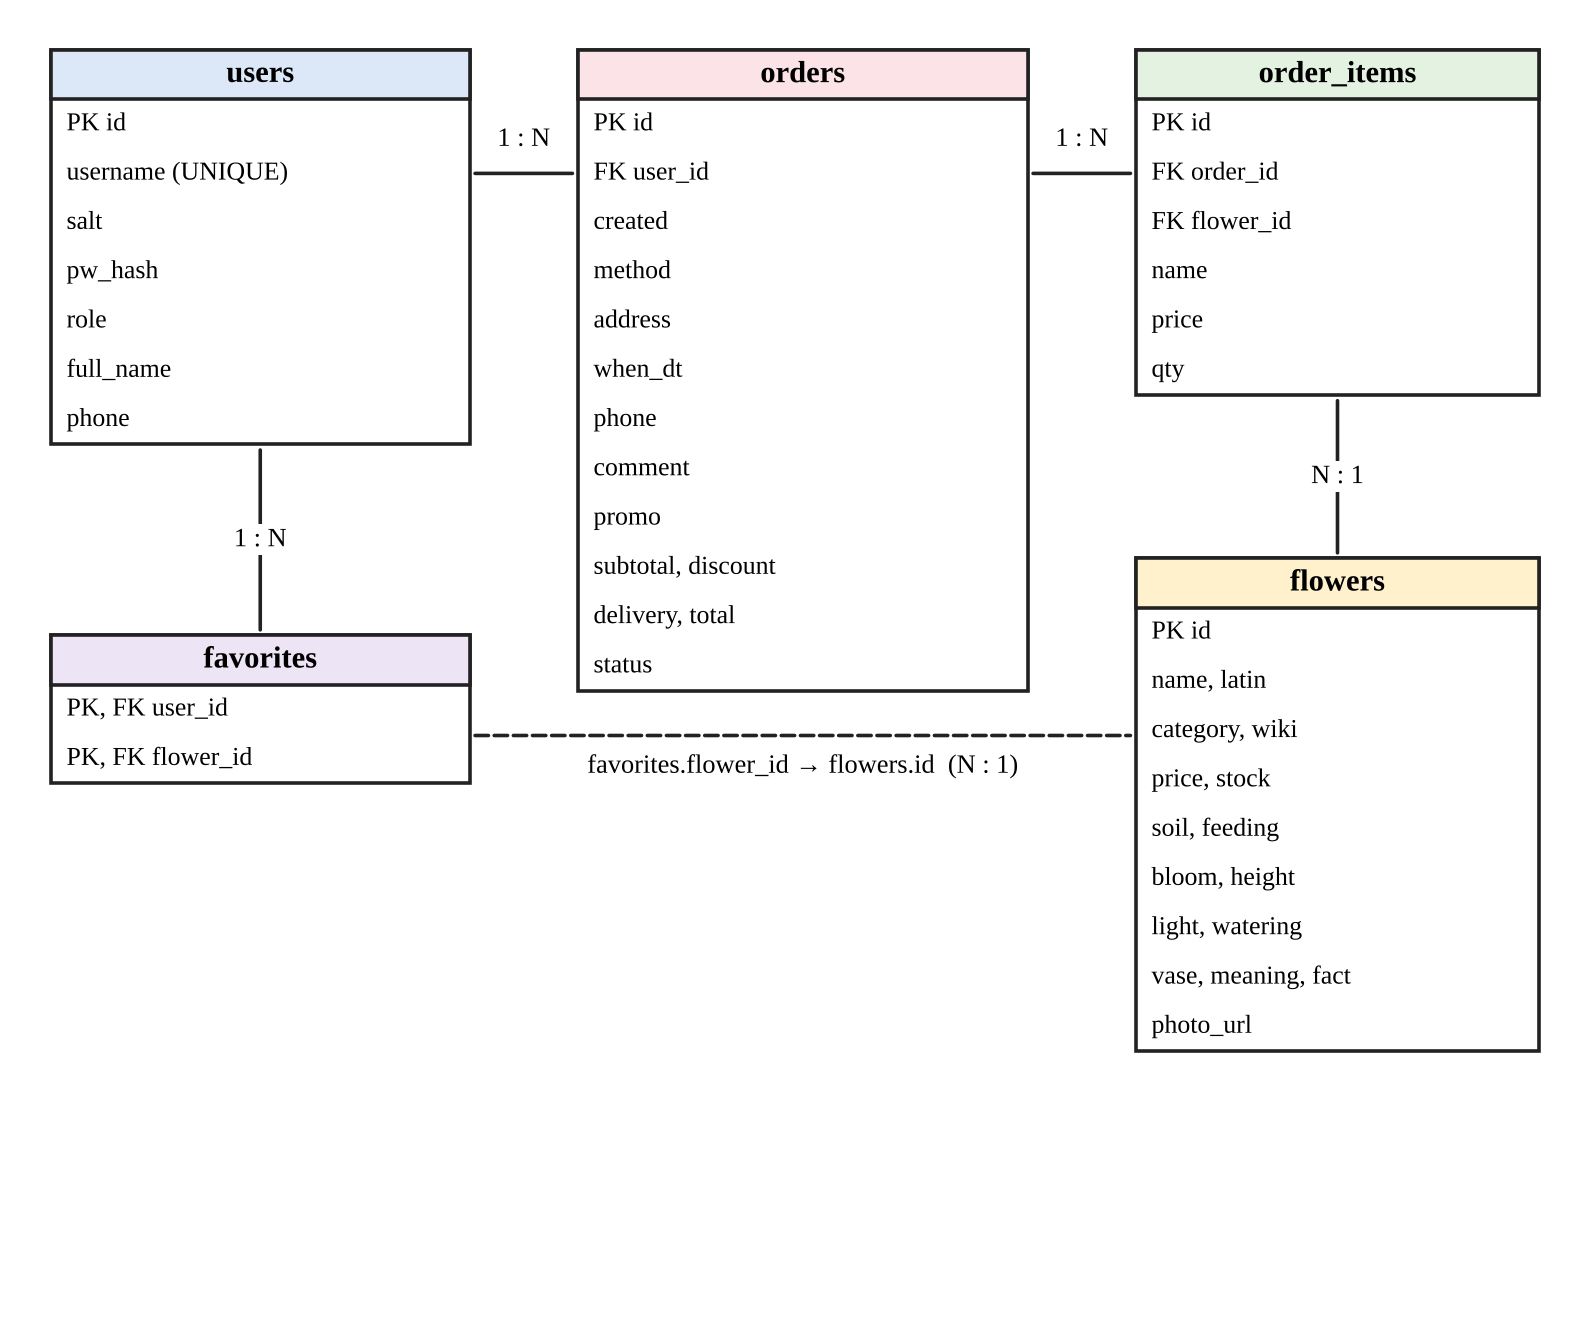 users
PK id
username (UNIQUE)
salt
pw_hash
role
full_name
phone
1 : N
orders
PK id
FK user_id
created
method
address
when_dt
phone
comment
promo
subtotal, discount
delivery, total
status
1 : N
order_items
PK id
FK order_id
FK flower_id
name
price
qty
1 : N
N : 1
favorites
PK, FK user_id
PK, FK flower_id
favorites.flower_id → flowers.id (N : 1)
flowers
PK id
name, latin
category, wiki
price, stock
soil, feeding
bloom, height
light, watering
vase, meaning, fact
photo_url